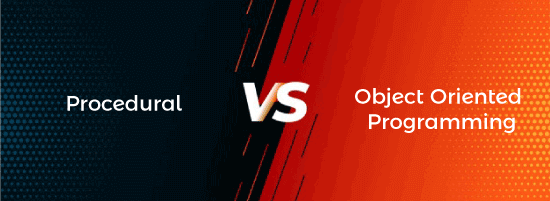 Procedural
VS
Object Oriented
Programming